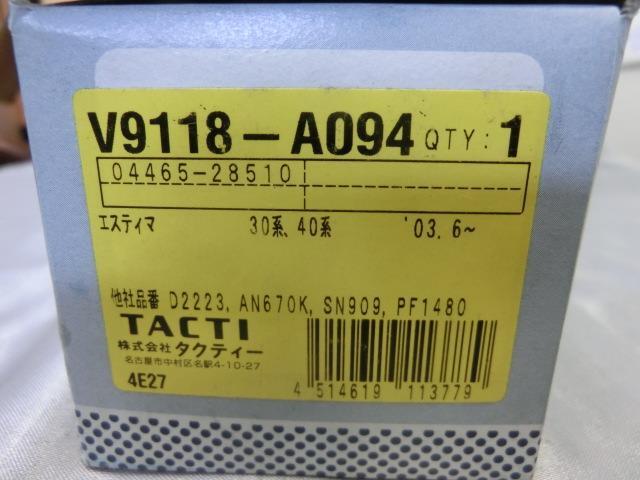 V9118-A094 QTY: 1
04465-28510
エスティマ 30系、40系 '03. 6~
他社品番 D2223, AN670K, SN909, PF1480
TACTI
株式会社 タクティー
名古屋市中村区名駅4-10-27
4E27
4 514619 113779